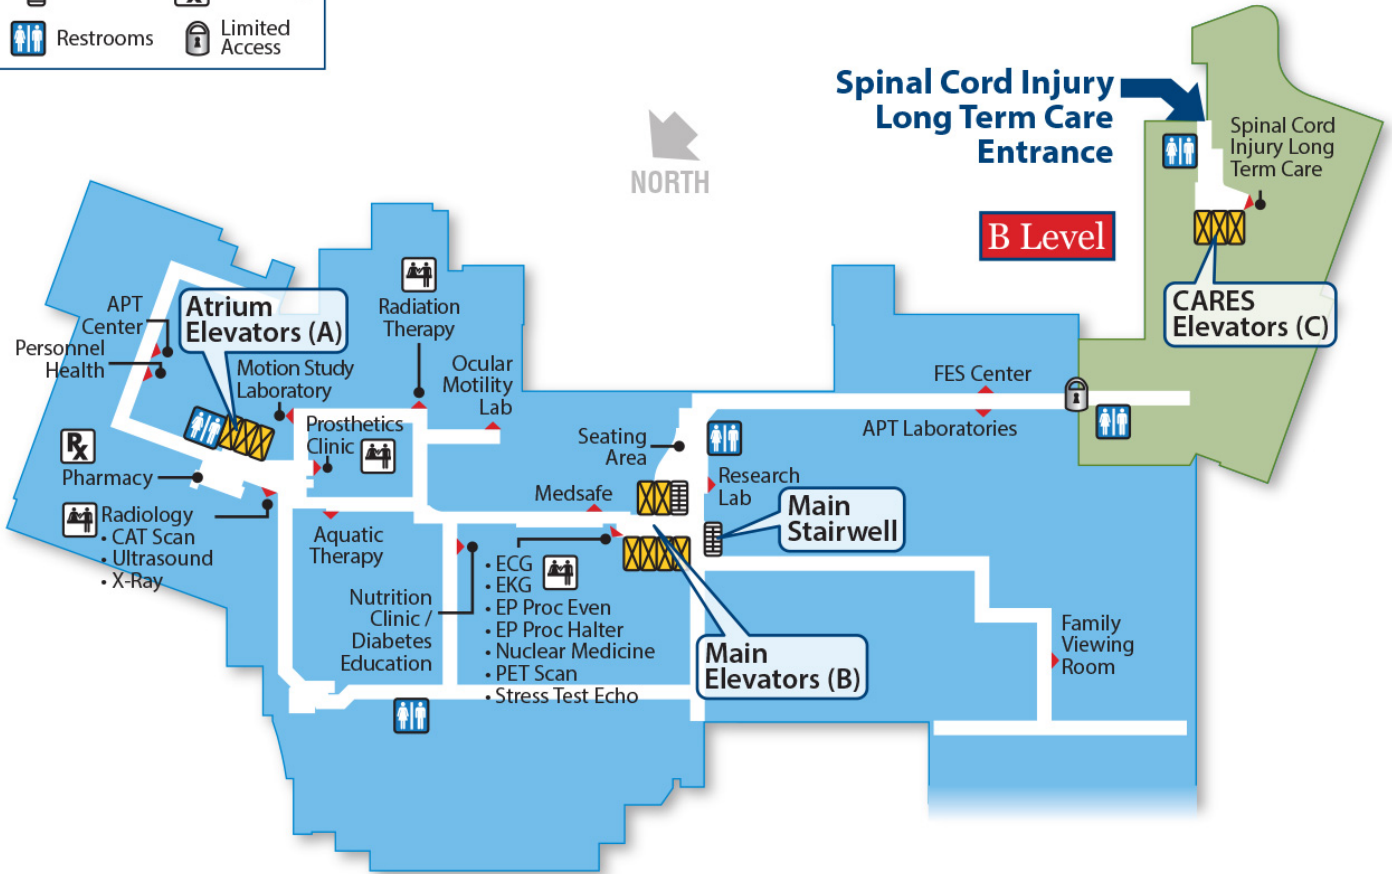 Restrooms
Limited
Access
Spinal Cord Injury
Long Term Care
Entrance
Spinal Cord
Injury Long
Term Care
NORTH
B Level
CARES
Elevators (C)
APT
Center
Personnel
Health
Atrium
Elevators (A)
Motion Study
Laboratory
Radiation
Therapy
Ocular
Motility
Lab
Prosthetics
Clinic
Rx
Pharmacy
Radiology
• CAT Scan
• Ultrasound
• X-Ray
Aquatic
Therapy
Nutrition
Clinic /
Diabetes
Education
Medsafe
• ECG
• EKG
• EP Proc Even
• EP Proc Halter
• Nuclear Medicine
• PET Scan
• Stress Test Echo
Seating
Area
Research
Lab
Main
Stairwell
Main
Elevators (B)
FES Center
APT Laboratories
Family
Viewing
Room